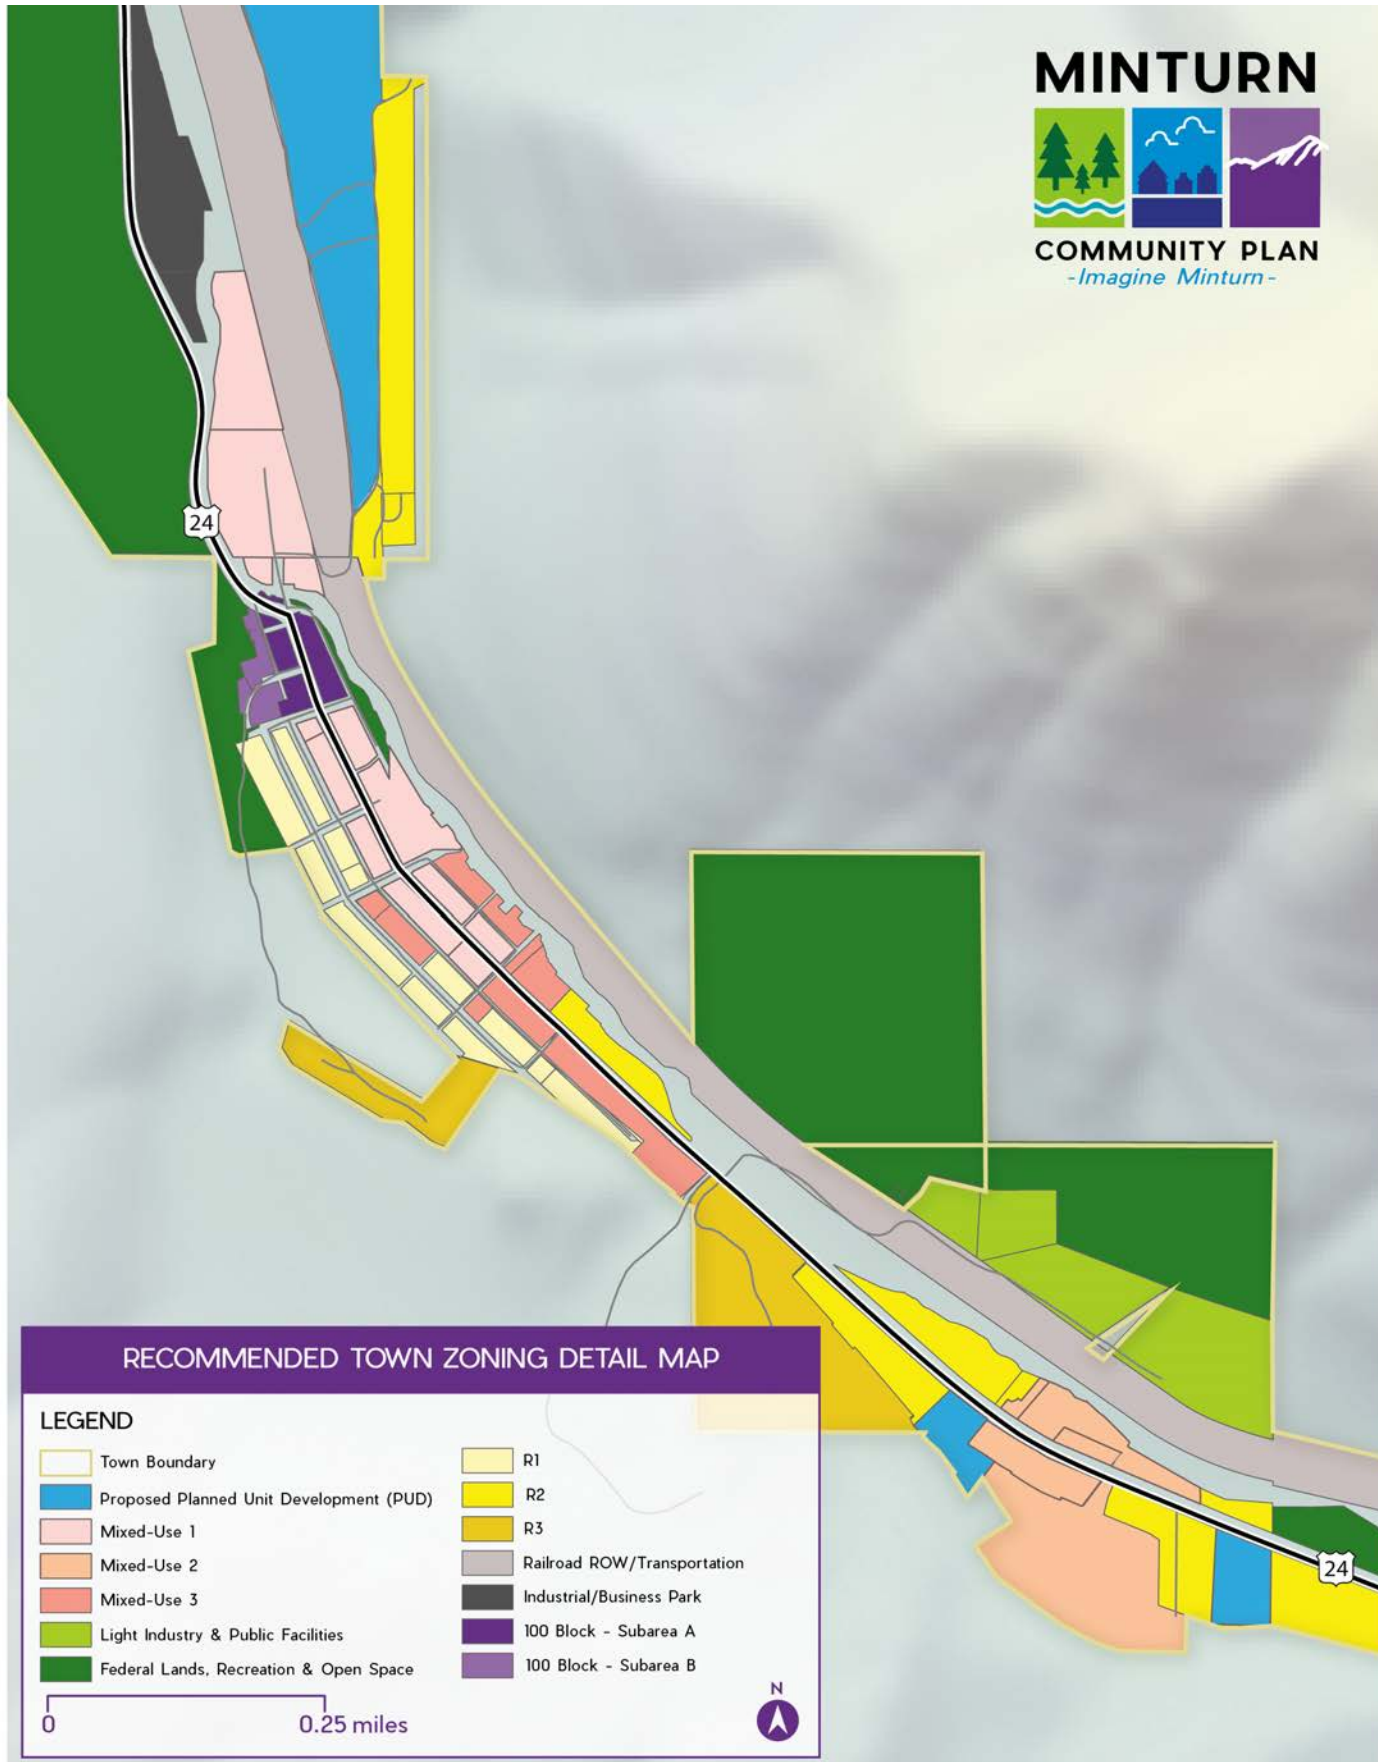 MINTURN
COMMUNITY PLAN
-Imagine Minturn-
24
24
RECOMMENDED TOWN ZONING DETAIL MAP
LEGEND
Town Boundary
Proposed Planned Unit Development (PUD)
Mixed-Use 1
Mixed-Use 2
Mixed-Use 3
Light Industry & Public Facilities
Federal Lands, Recreation & Open Space
R1
R2
R3
Railroad ROW/Transportation
Industrial/Business Park
100 Block - Subarea A
100 Block - Subarea B
0 0.25 miles
N